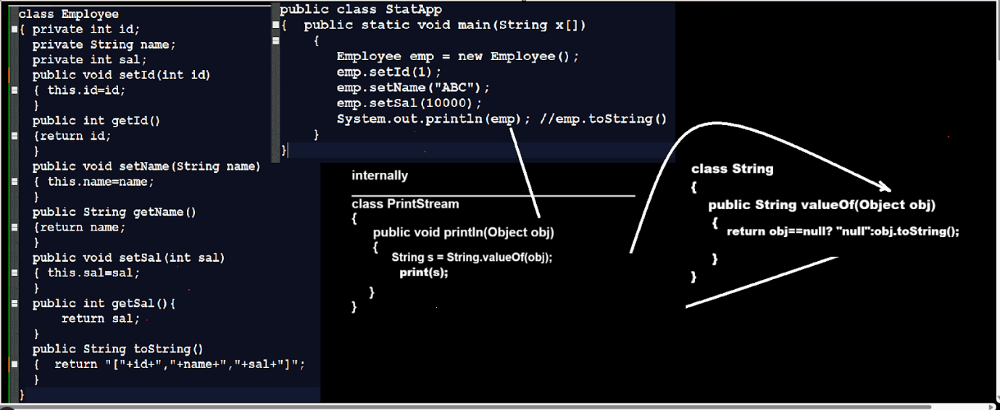 class Employee
{ private int id;
private String name;
private int sal;
public void setId(int id)
{ this.id=id;
}
public int getId()
{return id;
}
public void setName(String name)
{ this.name=name;
}
public String getName()
{return name;
}
public void setSal(int sal)
{ this.sal=sal;
}
public int getSal(){
return sal;
}
public String toString()
{ return "["+id+","+name+","+sal+"]";
}
}
public class StatApp
{ public static void main(String x[])
{
Employee emp = new Employee();
emp.setId(1);
emp.setName("ABC");
emp.setSal(10000);
System.out.println(emp); //emp.toString()
}
}
internally
class PrintStream
{
public void println(Object obj)
{
String s = String.valueOf(obj);
print(s);
}
}
class String
{
public String valueOf(Object obj)
{
return obj==null? "null":obj.toString();
}
}